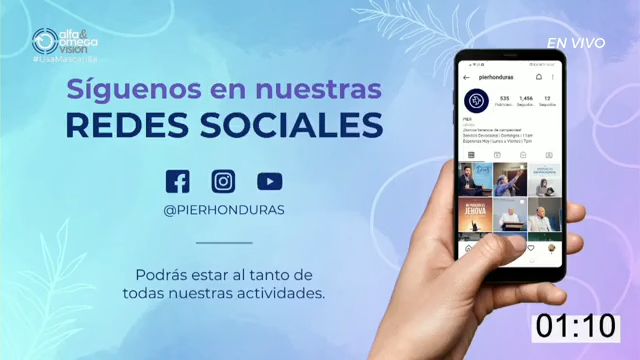 alfa&
omega
visión
#UsaMascarilla
EN VIVO
Síguenos en nuestras
REDES SOCIALES
@PIERHONDURAS
Podrás estar al tanto de
todas nuestras actividades.
pierhonduras
535 1,456 12
PIER
JEHOVÁ
01:10